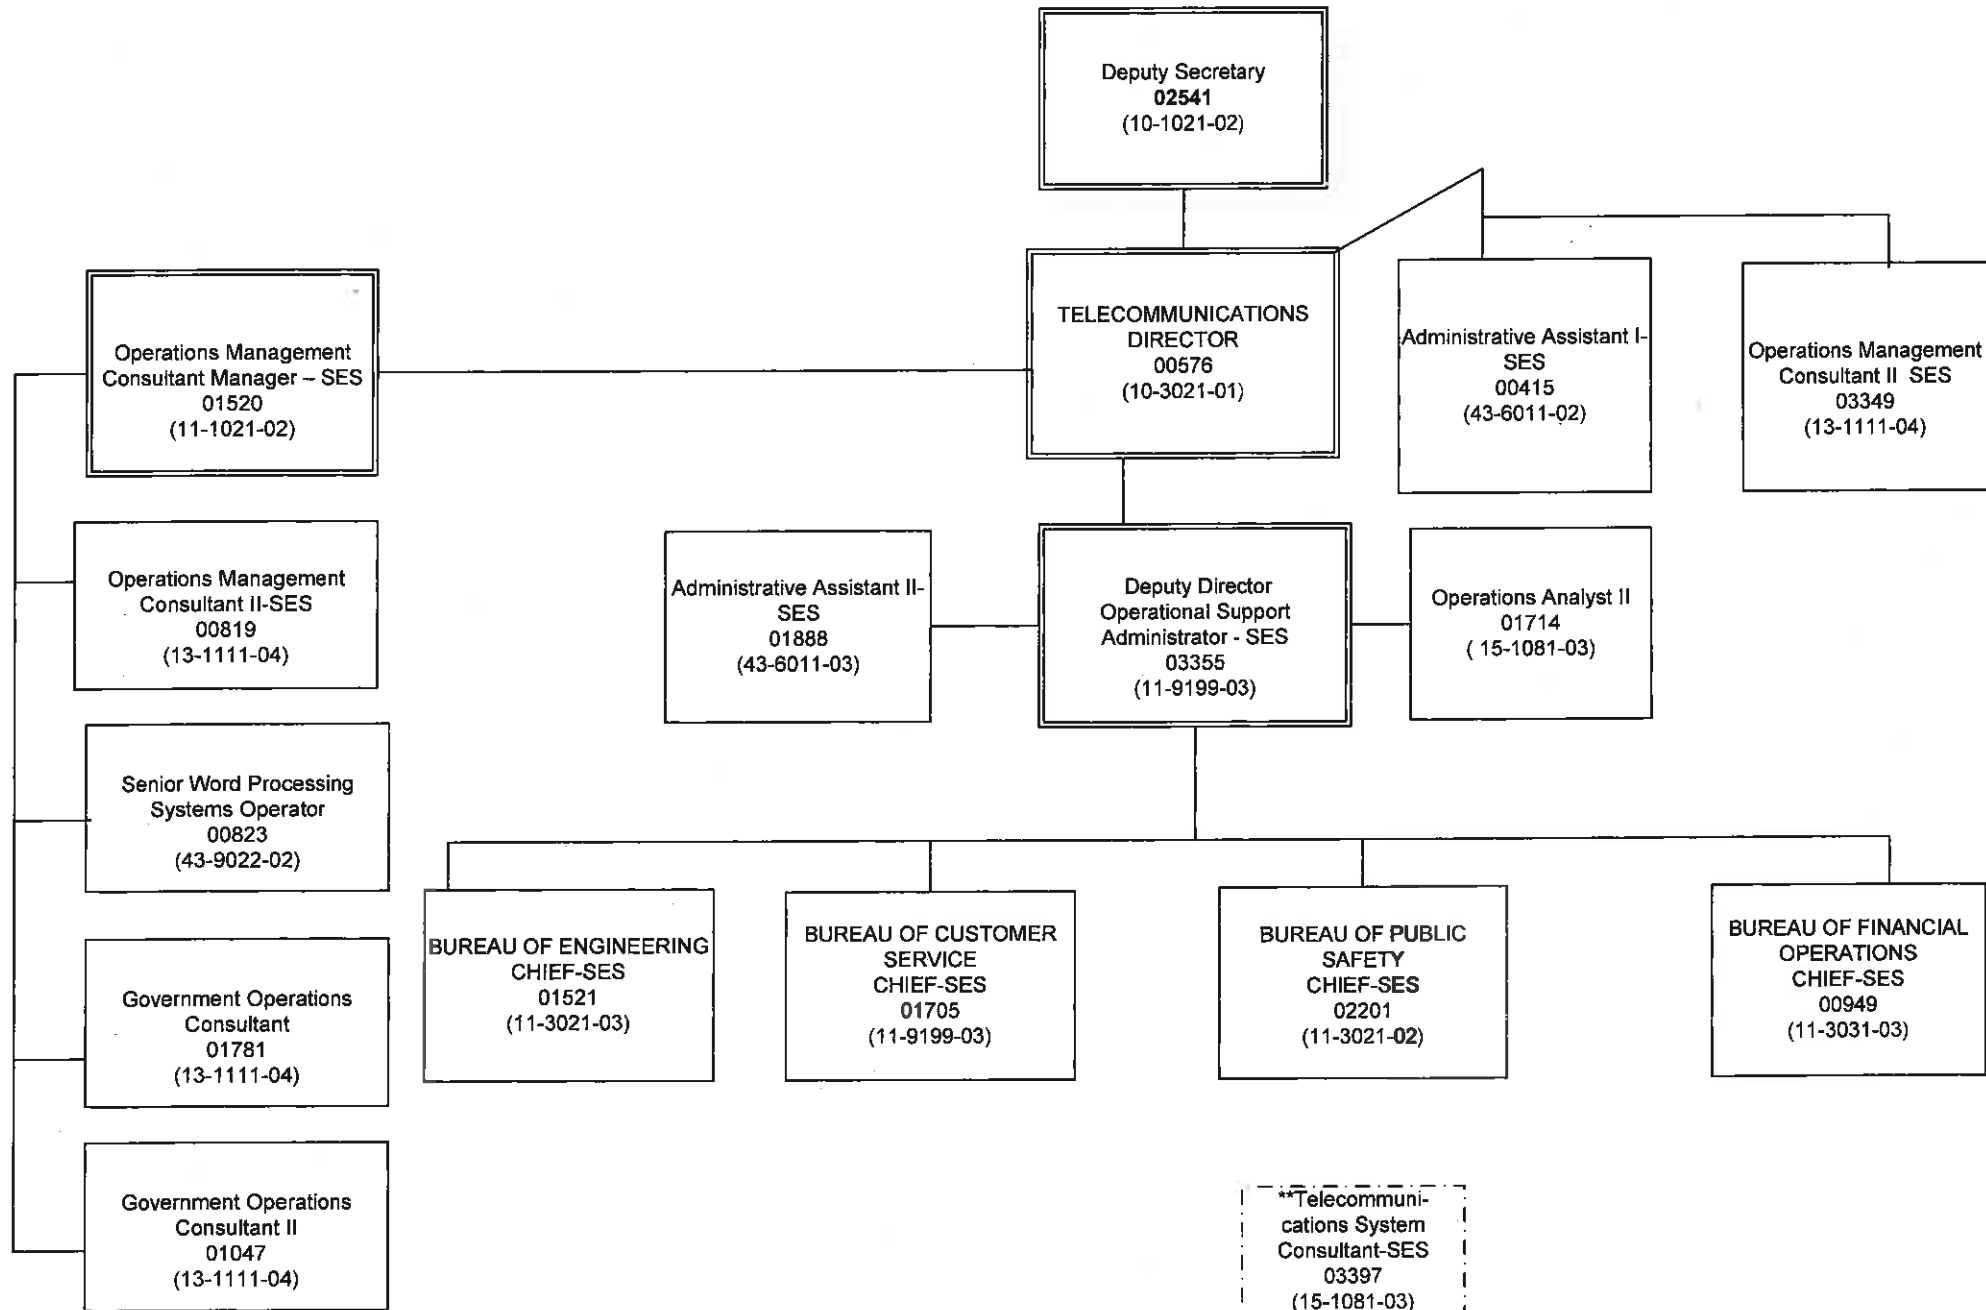 Deputy Secretary
02541
(10-1021-02)
TELECOMMUNICATIONS
DIRECTOR
00576
(10-3021-01)
Administrative Assistant I-
SES
00415
(43-6011-02)
Operations Management
Consultant II SES
03349
(13-1111-04)
Operations Management
Consultant Manager – SES
01520
(11-1021-02)
Operations Management
Consultant II-SES
00819
(13-1111-04)
Senior Word Processing
Systems Operator
00823
(43-9022-02)
Government Operations
Consultant
01781
(13-1111-04)
Government Operations
Consultant II
01047
(13-1111-04)
Administrative Assistant II-
SES
01888
(43-6011-03)
Deputy Director
Operational Support
Administrator - SES
03355
(11-9199-03)
Operations Analyst II
01714
( 15-1081-03)
BUREAU OF ENGINEERING
CHIEF-SES
01521
(11-3021-03)
BUREAU OF CUSTOMER
SERVICE
CHIEF-SES
01705
(11-9199-03)
BUREAU OF PUBLIC
SAFETY
CHIEF-SES
02201
(11-3021-02)
BUREAU OF FINANCIAL
OPERATIONS
CHIEF-SES
00949
(11-3031-03)
**Telecommuni-
cations System
Consultant-SES
03397
(15-1081-03)